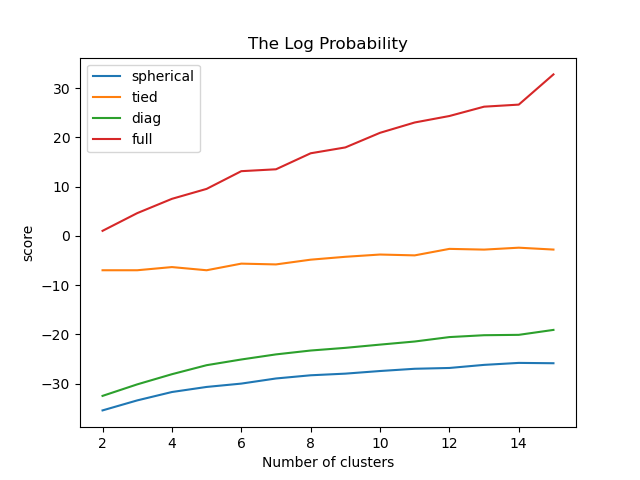 The Log Probability
spherical
tied
diag
full
30
20
10
0
−10
−20
−30
score
2
4
6
8
10
12
14
Number of clusters